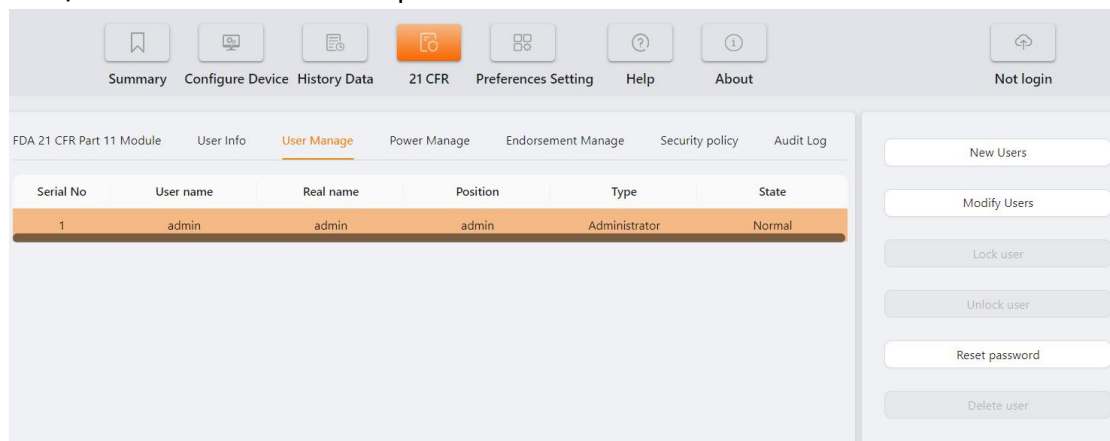 Summary Configure Device History Data 21 CFR Preferences Setting Help About Not login
FDA 21 CFR Part 11 Module User Info User Manage Power Manage Endorsement Manage Security policy Audit Log
Serial No User name Real name Position Type State
1 admin admin admin Administrator Normal
New Users
Modify Users
Lock user
Unlock user
Reset password
Delete user